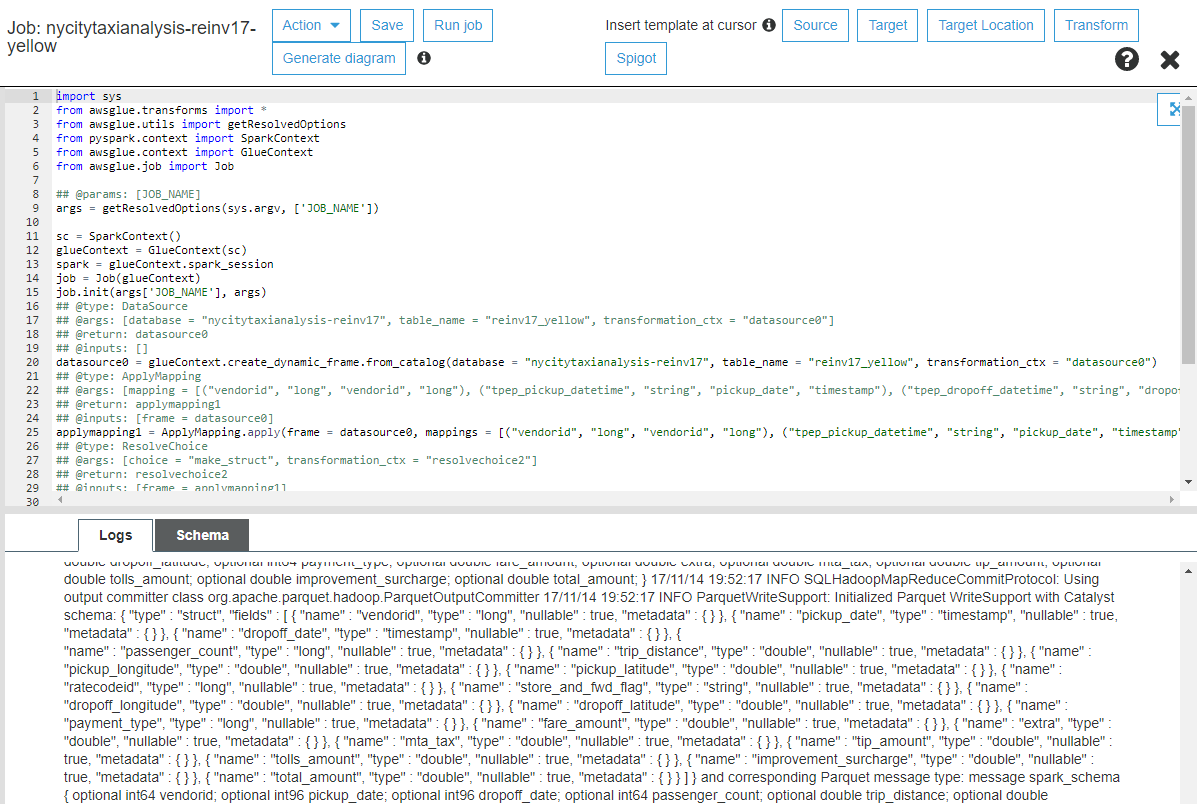 Job: nycitytaxianalysis-reinv17-
yellow
Action
Save
Run job
Generate diagram
Insert template at cursor
Source
Target
Target Location
Transform
Spigot
1 import sys
2 from awsglue.transforms import *
3 from awsglue.utils import getResolvedOptions
4 from pyspark.context import SparkContext
5 from awsglue.context import GlueContext
6 from awsglue.job import Job
7
8 ## @params: [JOB_NAME]
9 args = getResolvedOptions(sys.argv, ['JOB_NAME'])
10
11 sc = SparkContext()
12 glueContext = GlueContext(sc)
13 spark = glueContext.spark_session
14 job = Job(glueContext)
15 job.init(args['JOB_NAME'], args)
16 ## @type: DataSource
17 ## @args: [database = "nycitytaxianalysis-reinv17", table_name = "reinv17_yellow", transformation_ctx = "datasource0"]
18 ## @return: datasource0
19 ## @inputs: []
20 datasource0 = glueContext.create_dynamic_frame.from_catalog(database = "nycitytaxianalysis-reinv17", table_name = "reinv17_yellow", transformation_ctx = "datasource0")
21 ## @type: ApplyMapping
22 ## @args: [mapping = [("vendorid", "long", "vendorid", "long"), ("tpep_pickup_datetime", "string", "pickup_date", "timestamp"), ("tpep_dropoff_datetime", "string", "dropo
23 ## @return: applymapping1
24 ## @inputs: [frame = datasource0]
25 applymapping1 = ApplyMapping.apply(frame = datasource0, mappings = [("vendorid", "long", "vendorid", "long"), ("tpep_pickup_datetime", "string", "pickup_date", "timestamp"
26 ## @type: ResolveChoice
27 ## @args: [choice = "make_struct", transformation_ctx = "resolvechoice2"]
28 ## @return: resolvechoice2
29 ## @inputs: [frame = applymapping1]
30
Logs
Schema
double dropoff_latitude; optional int64 payment_type; optional double fare_amount; optional double extra; optional double mta_tax; optional double tip_amount; optional
double tolls_amount; optional double improvement_surcharge; optional double total_amount; } 17/11/14 19:52:17 INFO SQLHadoopMapReduceCommitProtocol: Using
output committer class org.apache.parquet.hadoop.ParquetOutputCommitter 17/11/14 19:52:17 INFO ParquetWriteSupport: Initialized Parquet WriteSupport with Catalyst
schema: { "type" : "struct", "fields" : [ { "name" : "vendorid", "type" : "long", "nullable" : true, "metadata" : { } }, { "name" : "pickup_date", "type" : "timestamp", "nullable" : true,
"metadata" : { } }, { "name" : "dropoff_date", "type" : "timestamp", "nullable" : true, "metadata" : { } }, {
"name" : "passenger_count", "type" : "long", "nullable" : true, "metadata" : { } }, { "name" : "trip_distance", "type" : "double", "nullable" : true, "metadata" : { } }, { "name" :
"pickup_longitude", "type" : "double", "nullable" : true, "metadata" : { } }, { "name" : "pickup_latitude", "type" : "double", "nullable" : true, "metadata" : { } }, { "name" :
"ratecodeid", "type" : "long", "nullable" : true, "metadata" : { } }, { "name" : "store_and_fwd_flag", "type" : "string", "nullable" : true, "metadata" : { } }, { "name" :
"dropoff_longitude", "type" : "double", "nullable" : true, "metadata" : { } }, { "name" : "dropoff_latitude", "type" : "double", "nullable" : true, "metadata" : { } }, { "name" :
"payment_type", "type" : "long", "nullable" : true, "metadata" : { } }, { "name" : "fare_amount", "type" : "double", "nullable" : true, "metadata" : { } }, { "name" : "extra", "type" :
"double", "nullable" : true, "metadata" : { } }, { "name" : "mta_tax", "type" : "double", "nullable" : true, "metadata" : { } }, { "name" : "tip_amount", "type" : "double", "nullable" :
true, "metadata" : { } }, { "name" : "tolls_amount", "type" : "double", "nullable" : true, "metadata" : { } }, { "name" : "improvement_surcharge", "type" : "double", "nullable" :
true, "metadata" : { } }, { "name" : "total_amount", "type" : "double", "nullable" : true, "metadata" : { } } ] } and corresponding Parquet message type: message spark_schema
{ optional int64 vendorid; optional int96 pickup_date; optional int96 dropoff_date; optional int64 passenger_count; optional double trip_distance; optional double